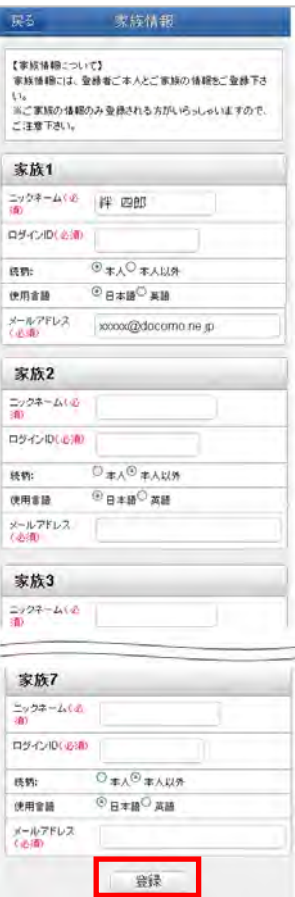 戻る 家族情報
【家族情報について】
家族情報には、登録者ご本人とご家族の情報をご登録下さ
い。
※ご家族の情報のみ登録される方がいらっしゃいますので、
ご注意下さい。
家族1
ニックネーム(必
須) 絆 四郎
ログインID(必須)
続柄: 本人 本人以外
使用言語 日本語 英語
メールアドレス
(必須) xxxxx@docomo.ne.jp
家族2
ニックネーム(必
須)
ログインID(必須)
続柄: 本人 本人以外
使用言語 日本語 英語
メールアドレス
(必須)
家族3
ニックネーム(必
須)
家族7
ニックネーム(必
須)
ログインID(必須)
続柄: 本人 本人以外
使用言語 日本語 英語
メールアドレス
(必須)
登録